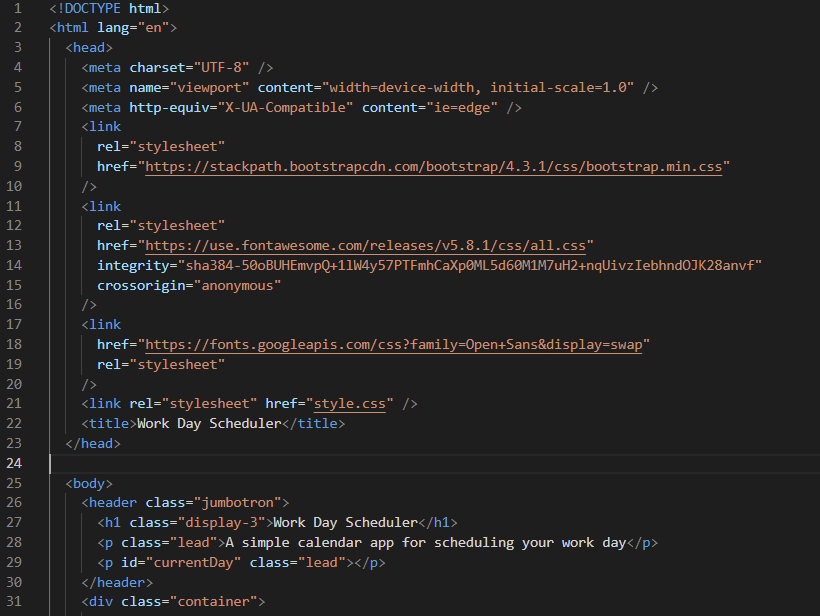 1 <!DOCTYPE html>
2 <html lang="en">
3 <head>
4 <meta charset="UTF-8" />
5 <meta name="viewport" content="width=device-width, initial-scale=1.0" />
6 <meta http-equiv="X-UA-Compatible" content="ie=edge" />
7 <link
8 rel="stylesheet"
9 href="https://stackpath.bootstrapcdn.com/bootstrap/4.3.1/css/bootstrap.min.css"
10 />
11 <link
12 rel="stylesheet"
13 href="https://use.fontawesome.com/releases/v5.8.1/css/all.css"
14 integrity="sha384-50oBUHEmvpQ+1lW4y57PTFmhCaXp0ML5d60M1M7uH2+nqUivzIebhndOJK28anvf"
15 crossorigin="anonymous"
16 />
17 <link
18 href="https://fonts.googleapis.com/css?family=Open+Sans&display=swap"
19 rel="stylesheet"
20 />
21 <link rel="stylesheet" href="style.css" />
22 <title>Work Day Scheduler</title>
23 </head>
24
25 <body>
26 <header class="jumbotron">
27 <h1 class="display-3">Work Day Scheduler</h1>
28 <p class="lead">A simple calendar app for scheduling your work day</p>
29 <p id="currentDay" class="lead"></p>
30 </header>
31 <div class="container">